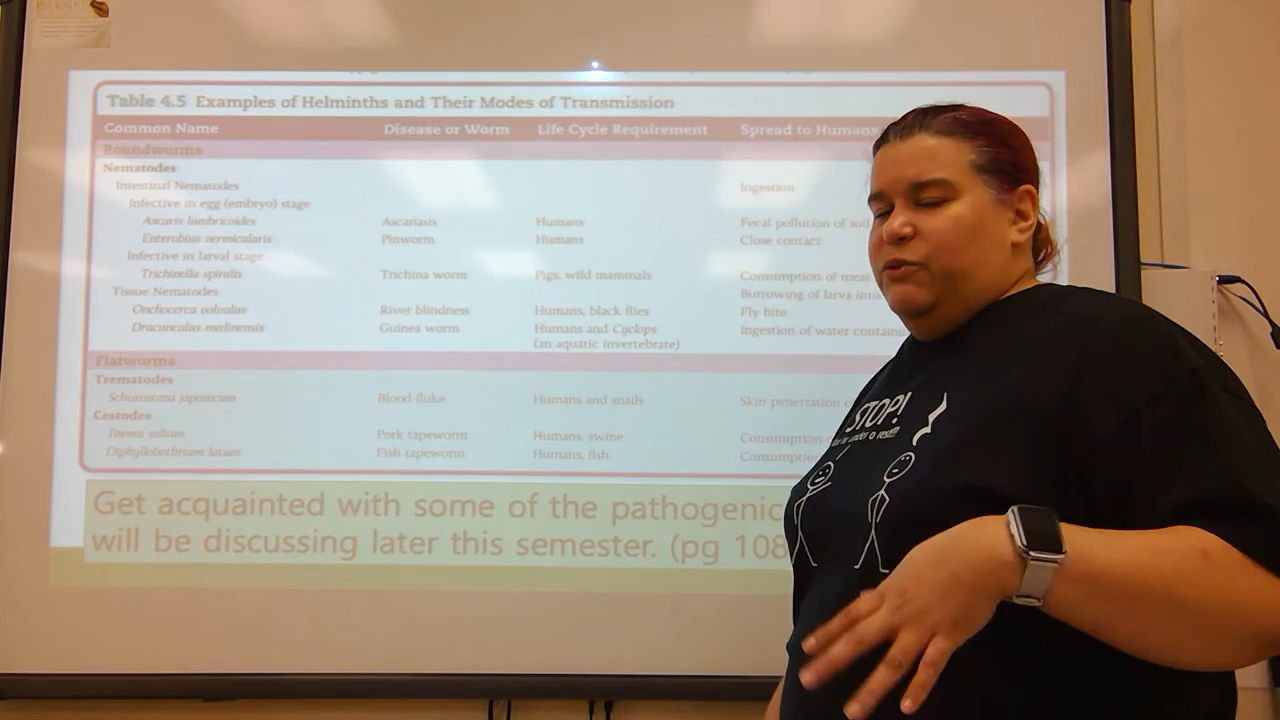 Table 4.5 Examples of Helminths and Their Modes of Transmission
Common Name Disease or Worm Life Cycle Requirement Spread to Humans
Roundworms
Nematodes
Intestinal Nematodes Ingestion
Infective in egg (embryo) stage
Ascaris lumbricoides Ascariasis Humans Fecal pollution of soil
Enterobius vermicularis Pinworm Humans Close contact
Infective in larval stage
Trichinella spiralis Trichina worm Pigs, wild mammals Consumption of meat
Tissue Nematodes Burrowing of larva into
Onchocerca volvulus River blindness Humans, black flies Fly bite
Dracunculus medinensis Guinea worm Humans and Cyclops Ingestion of water
(an aquatic invertebrate)
Flatworms
Trematodes
Schistosoma japonicum Blood fluke Humans and snails Skin penetration
Cestodes
Taenia solium Pork tapeworm Humans, swine Consumption
Diphyllobothrium latum Fish tapeworm Humans, fish Consumption
Get acquainted with some of the pathogenic
will be discussing later this semester. (pg 108
STOP!
under a rest!!!